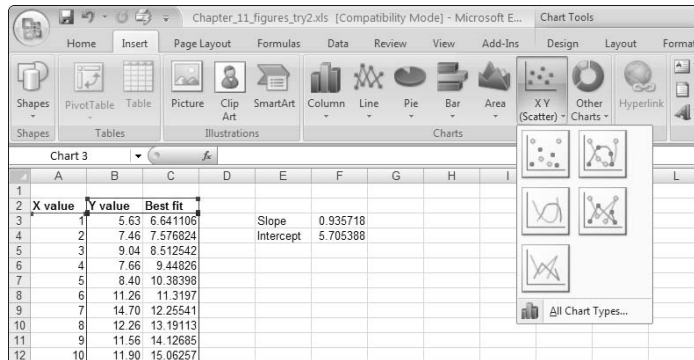 Chapter_11_figures_try2.xls [Compatibility Mode] - Microsoft E...
Chart Tools
Home Insert Page Layout Formulas Data Review View Add-Ins Design Layout Format
Shapes PivotTable Table Picture Clip Art SmartArt Column Line Pie Bar Area X Y (Scatter) Other Charts Hyperlink
Shapes Tables Illustrations Charts
Chart 3 fx
A B C D E F G H I L
1
2 X value Y value Best fit
3 1 5.63 6.641106 Slope 0.935718
4 2 7.46 7.576824 Intercept 5.705388
5 3 9.04 8.512542
6 4 7.66 9.44826
7 5 8.40 10.38398
8 6 11.26 11.3197
9 7 14.70 12.25541
10 8 12.26 13.19113
11 9 11.56 14.12685
12 10 11.90 15.06257
All Chart Types...